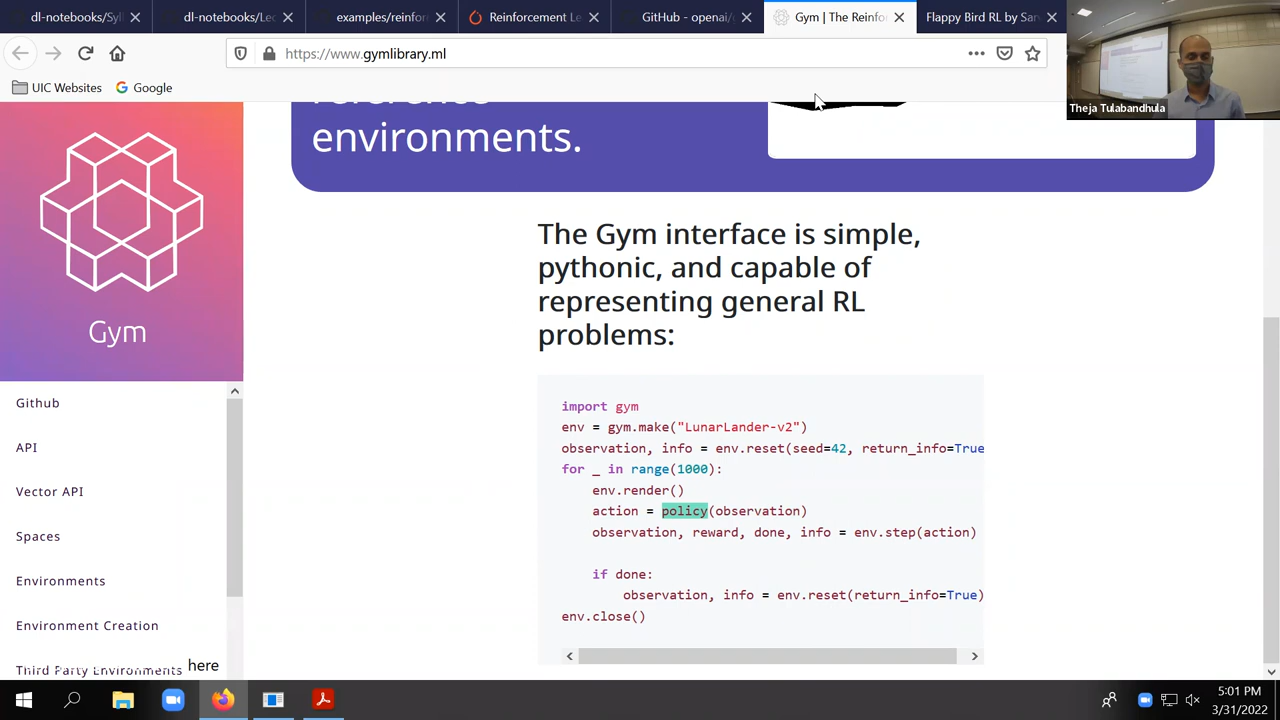 dl-notebooks/Syll
dl-notebooks/Lec
examples/reinfor
Reinforcement Le
GitHub - openai/
Gym | The Reinfo
Flappy Bird RL by Sar
https://www.gymlibrary.ml
UIC Websites
Google
Theja Tulabandhula
reference
environments.
Gym
Github
API
Vector API
Spaces
Environments
Environment Creation
Third Party Environments
here
The Gym interface is simple,
pythonic, and capable of
representing general RL
problems:
import gym
env = gym.make("LunarLander-v2")
observation, info = env.reset(seed=42, return_info=True
for _ in range(1000):
env.render()
action = policy(observation)
observation, reward, done, info = env.step(action)
if done:
observation, info = env.reset(return_info=True)
env.close()
5:01 PM
3/31/2022